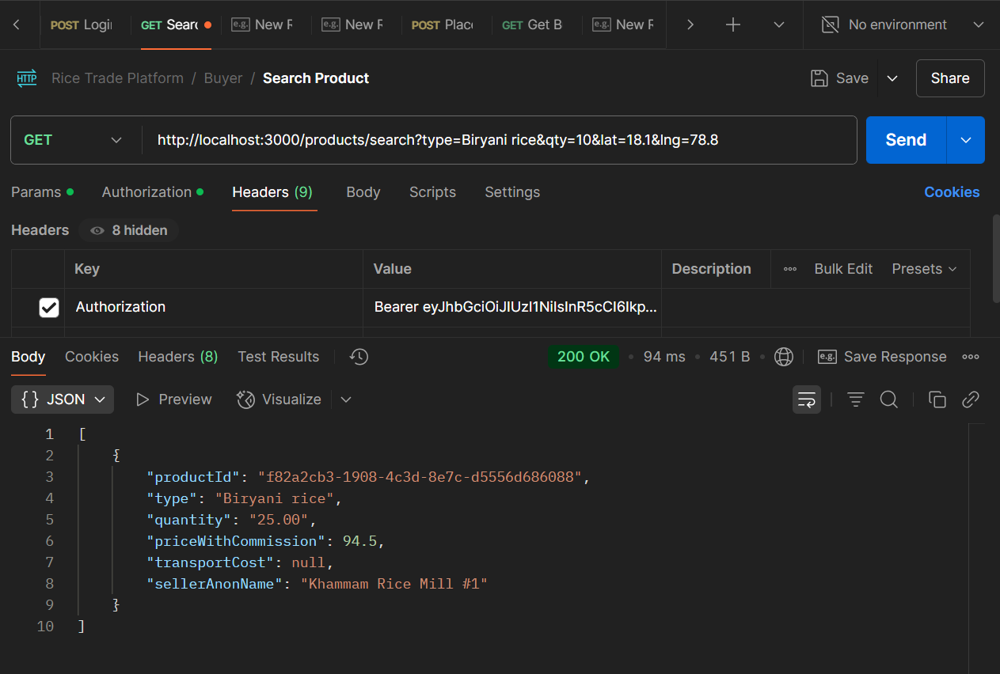 POST Logi GET Searc e.g. New F e.g. New F POST Place GET Get B e.g. New F No environment
HTTP Rice Trade Platform / Buyer / Search Product Save Share
GET http://localhost:3000/products/search?type=Biryani rice&qty=10&lat=18.1&lng=78.8 Send
Params Authorization Headers (9) Body Scripts Settings Cookies
Headers 8 hidden
Key Value Description Bulk Edit Presets
Authorization Bearer eyJhbGciOiJIUzI1NiIsInR5cCI6Ikp...
Body Cookies Headers (8) Test Results 200 OK • 94 ms • 451 B • e.g. Save Response
{} JSON Preview Visualize
1 [
2 {
3 "productId": "f82a2cb3-1908-4c3d-8e7c-d5556d686088",
4 "type": "Biryani rice",
5 "quantity": "25.00",
6 "priceWithCommission": 94.5,
7 "transportCost": null,
8 "sellerAnonName": "Khammam Rice Mill #1"
9 }
10 ]